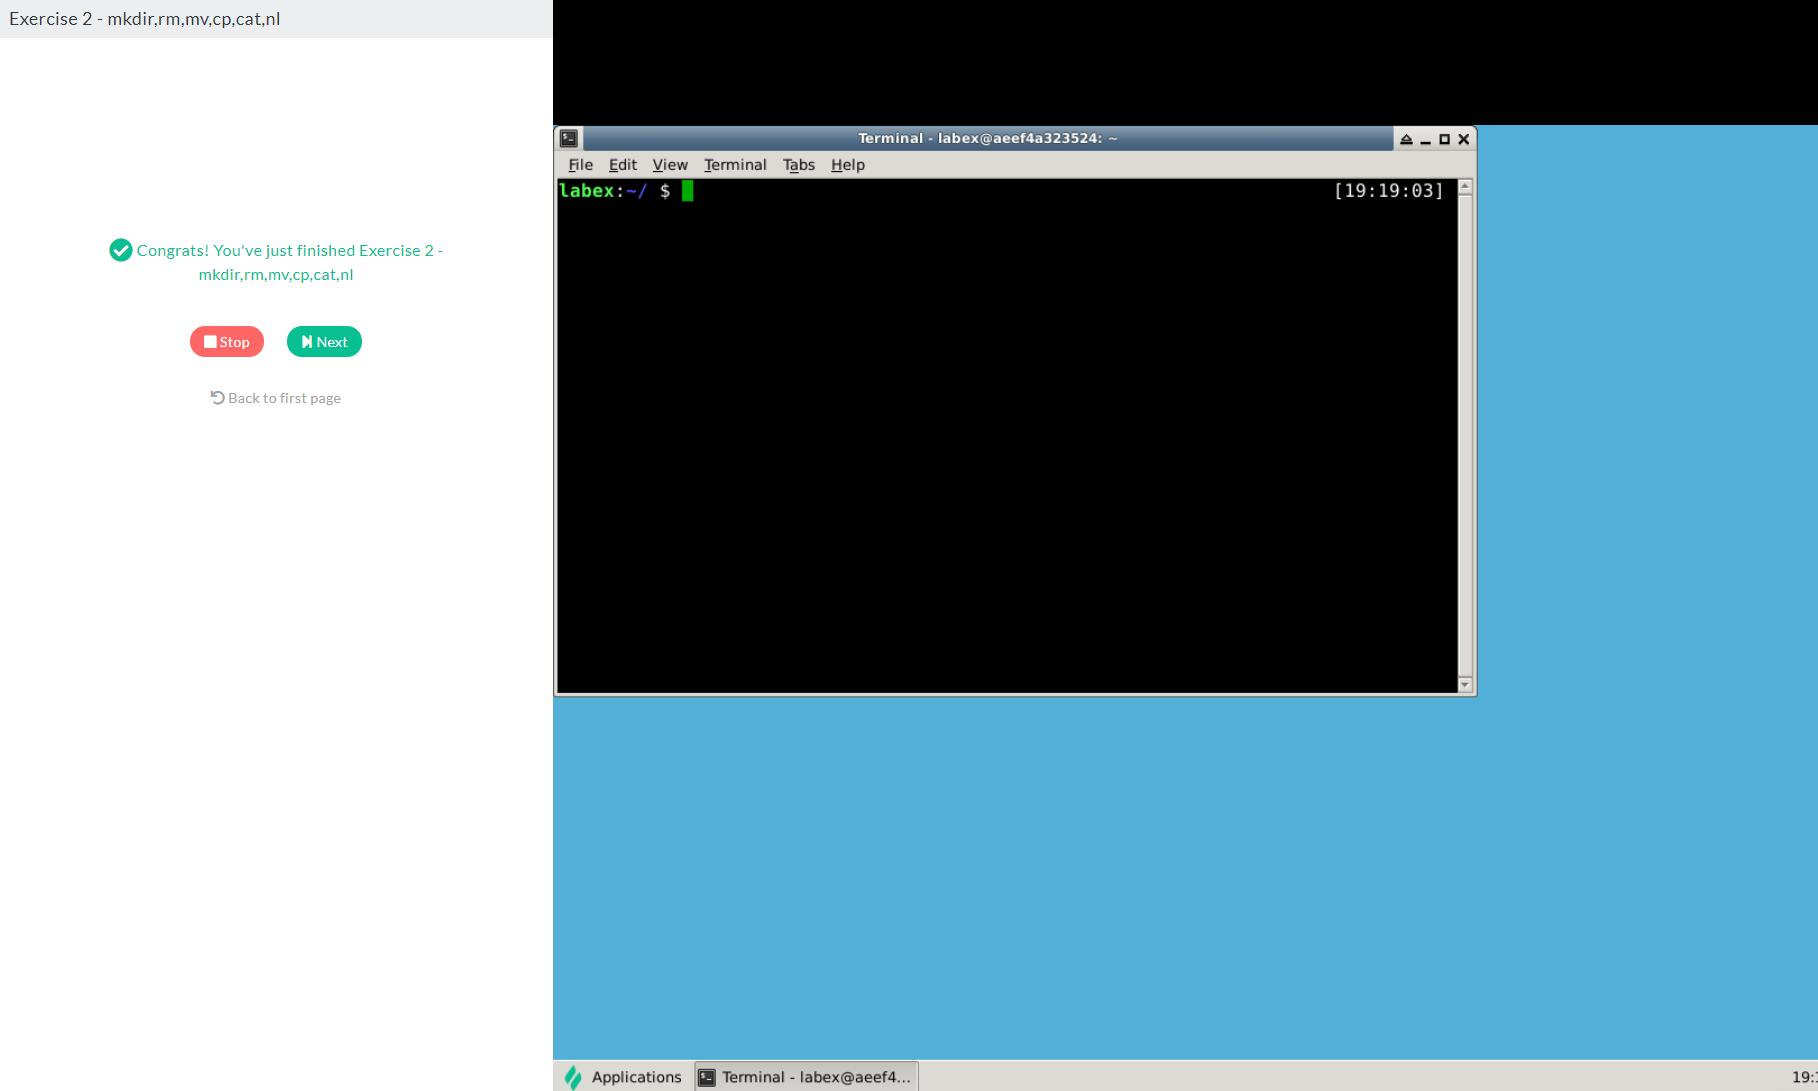 Exercise 2 - mkdir,rm,mv,cp,cat,nl
Congrats! You've just finished Exercise 2 -
mkdir,rm,mv,cp,cat,nl
Stop
Next
Back to first page
Terminal - labex@aeef4a323524: ~
File Edit View Terminal Tabs Help
labex:~/ $ [19:19:03]
Applications
Terminal - labex@aeef4...